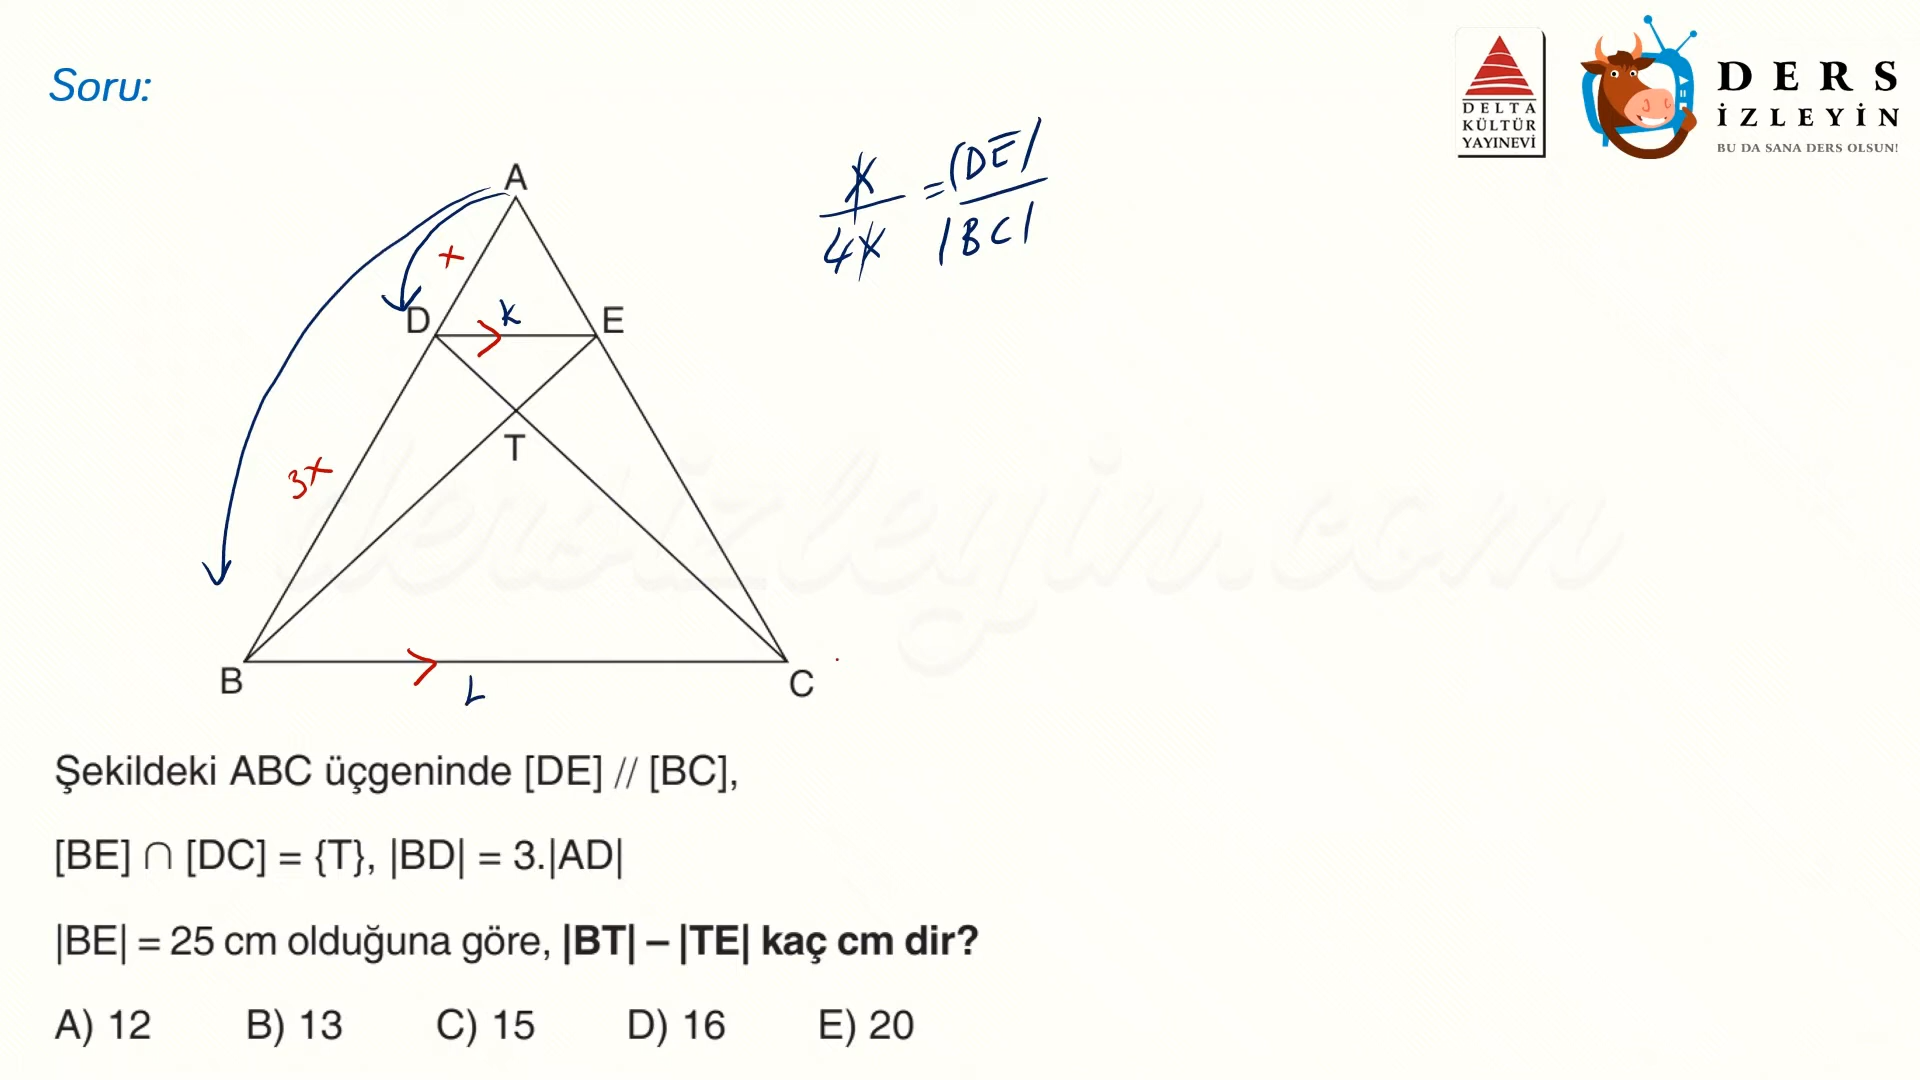 Soru:
DELTA
KÜLTÜR
YAYINEVİ
DERS
İZLEYİN
BU DA SANA DERS OLSUN!
x/4x = |DE|/|BC|
A
x
D
k
E
T
3x
B
L
C
dersizleyin.com
Şekildeki ABC üçgeninde [DE] // [BC],
[BE] ∩ [DC] = {T}, |BD| = 3.|AD|
|BE| = 25 cm olduğuna göre, |BT| – |TE| kaç cm dir?
A) 12 B) 13 C) 15 D) 16 E) 20